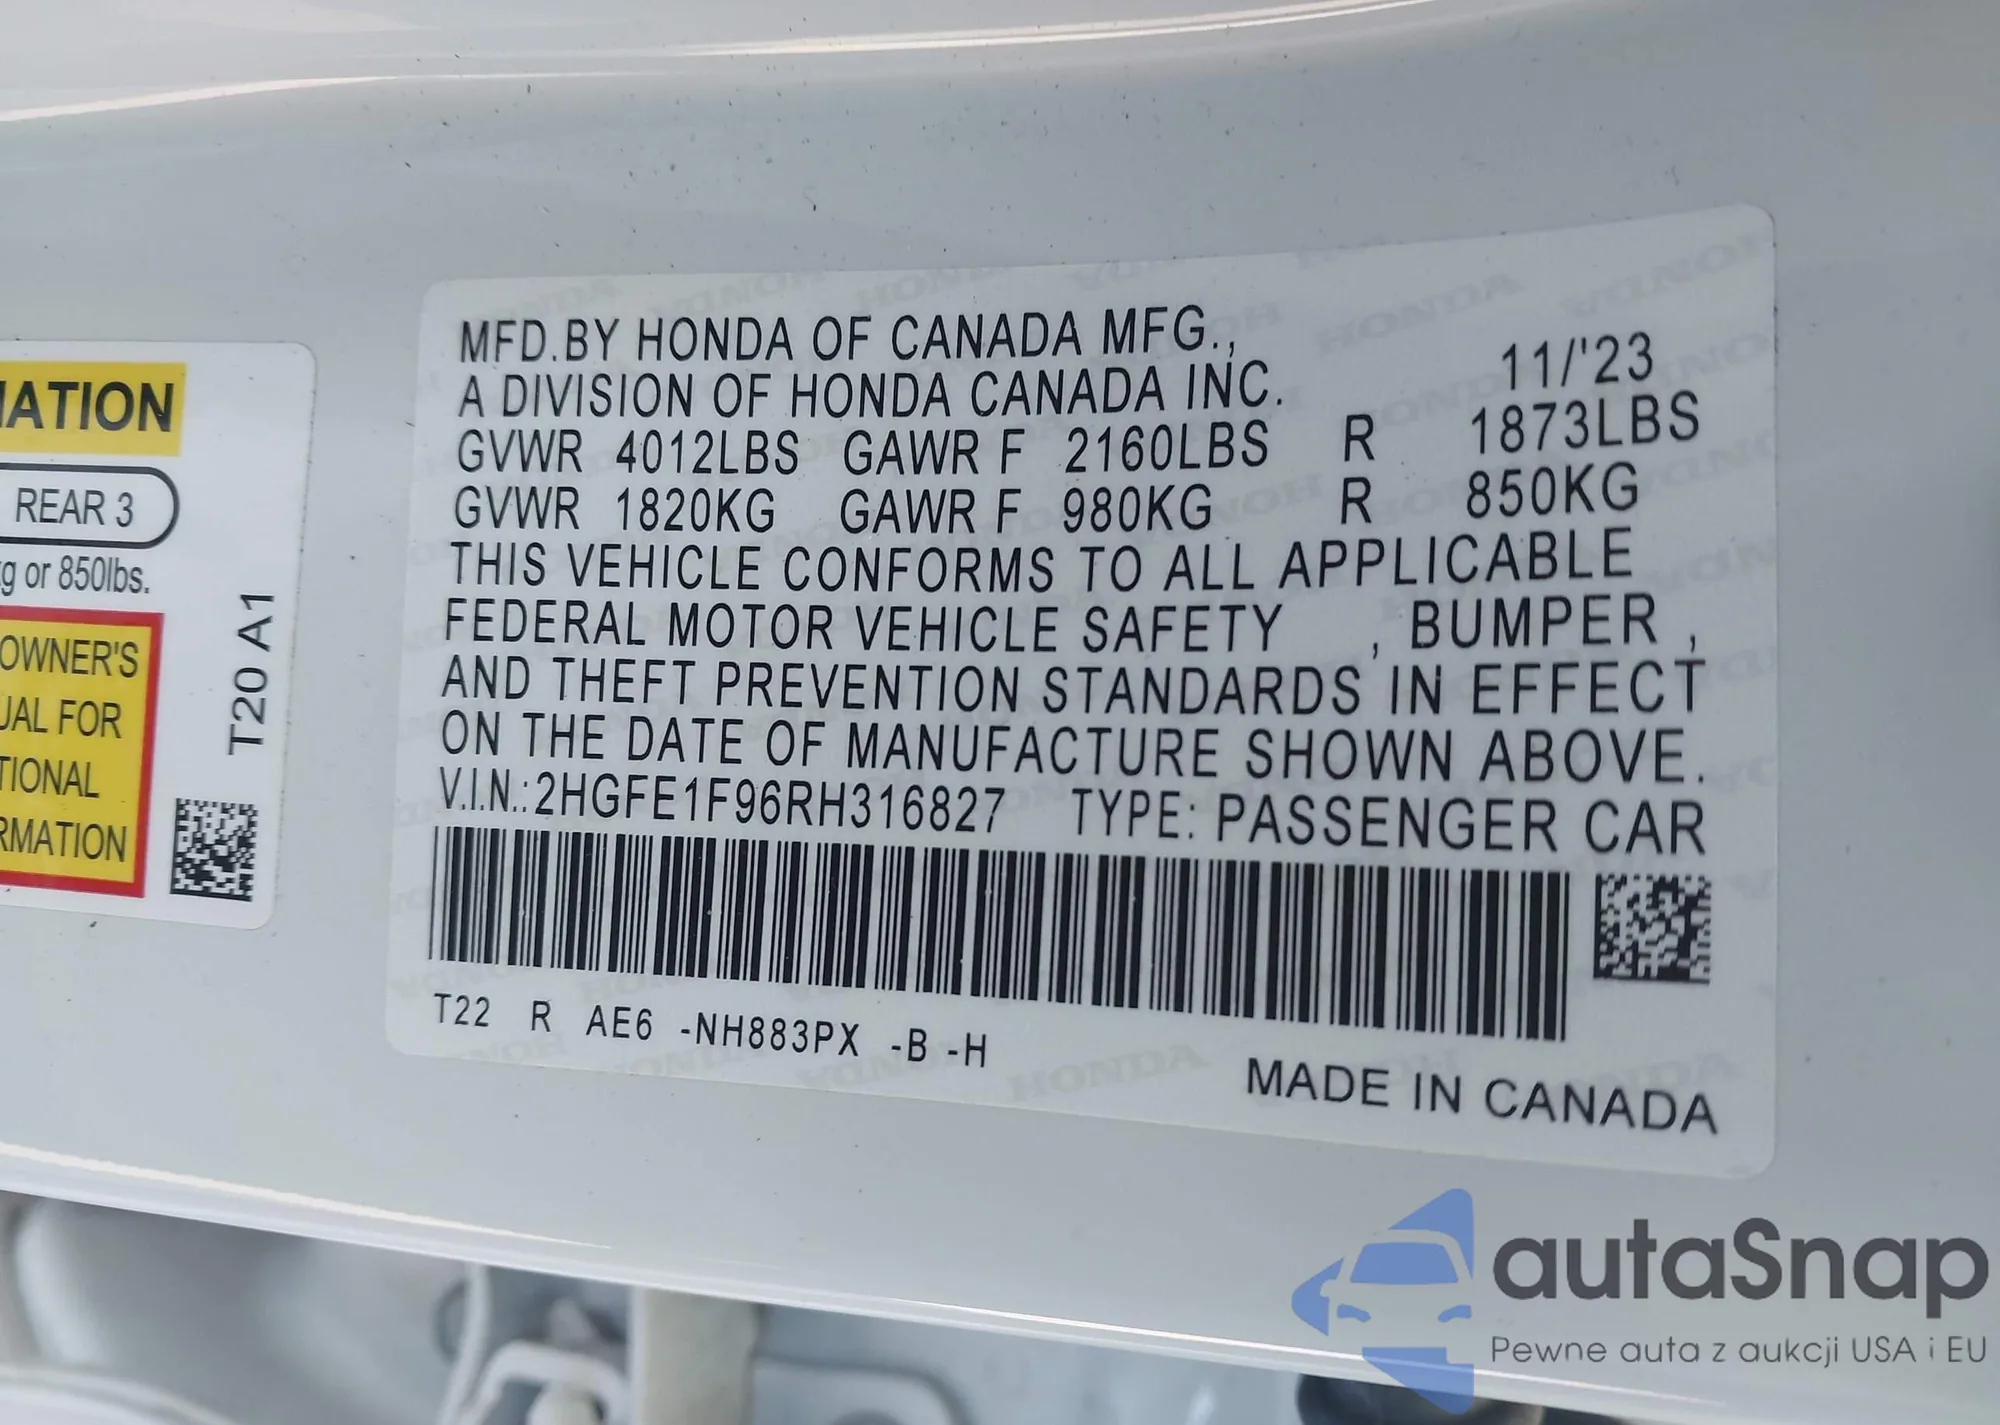 MATION
REAR 3
kg or 850lbs.
OWNER'S
UAL FOR
TIONAL
RMATION
T20 A1
MFD.BY HONDA OF CANADA MFG.,
A DIVISION OF HONDA CANADA INC. 11/'23
GVWR 4012LBS GAWR F 2160LBS R 1873LBS
GVWR 1820KG GAWR F 980KG R 850KG
THIS VEHICLE CONFORMS TO ALL APPLICABLE
FEDERAL MOTOR VEHICLE SAFETY , BUMPER ,
AND THEFT PREVENTION STANDARDS IN EFFECT
ON THE DATE OF MANUFACTURE SHOWN ABOVE.
V.I.N.:2HGFE1F96RH316827 TYPE: PASSENGER CAR
T22 R AE6 -NH883PX -B -H
MADE IN CANADA
autaSnap
Pewne auta z aukcji USA i EU